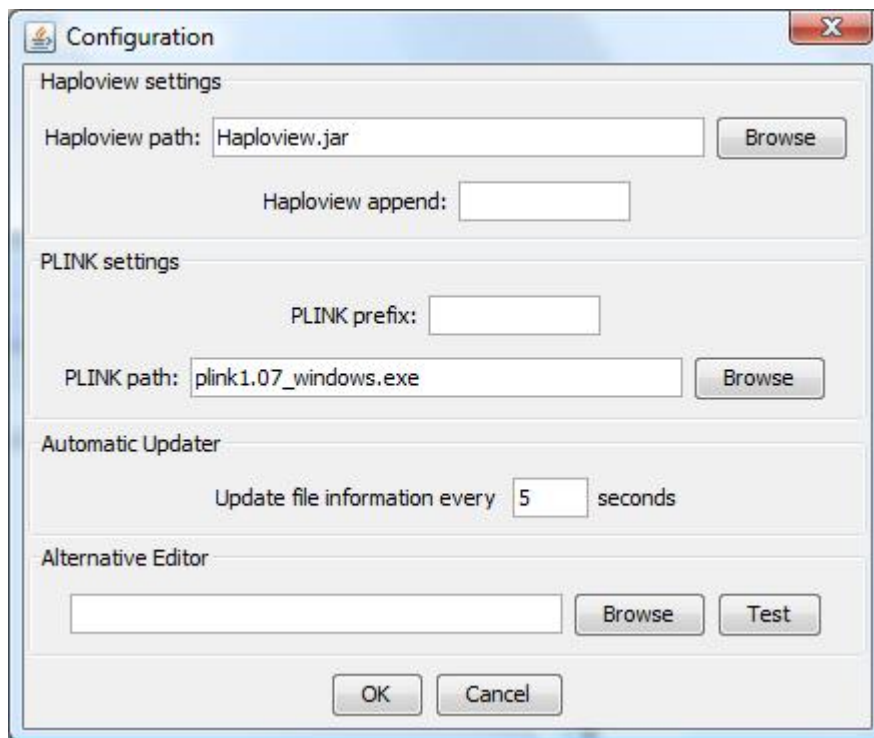 Configuration
Haploview settings
Haploview path: Haploview.jar Browse
Haploview append:
PLINK settings
PLINK prefix:
PLINK path: plink1.07_windows.exe Browse
Automatic Updater
Update file information every 5 seconds
Alternative Editor
Browse Test
OK Cancel